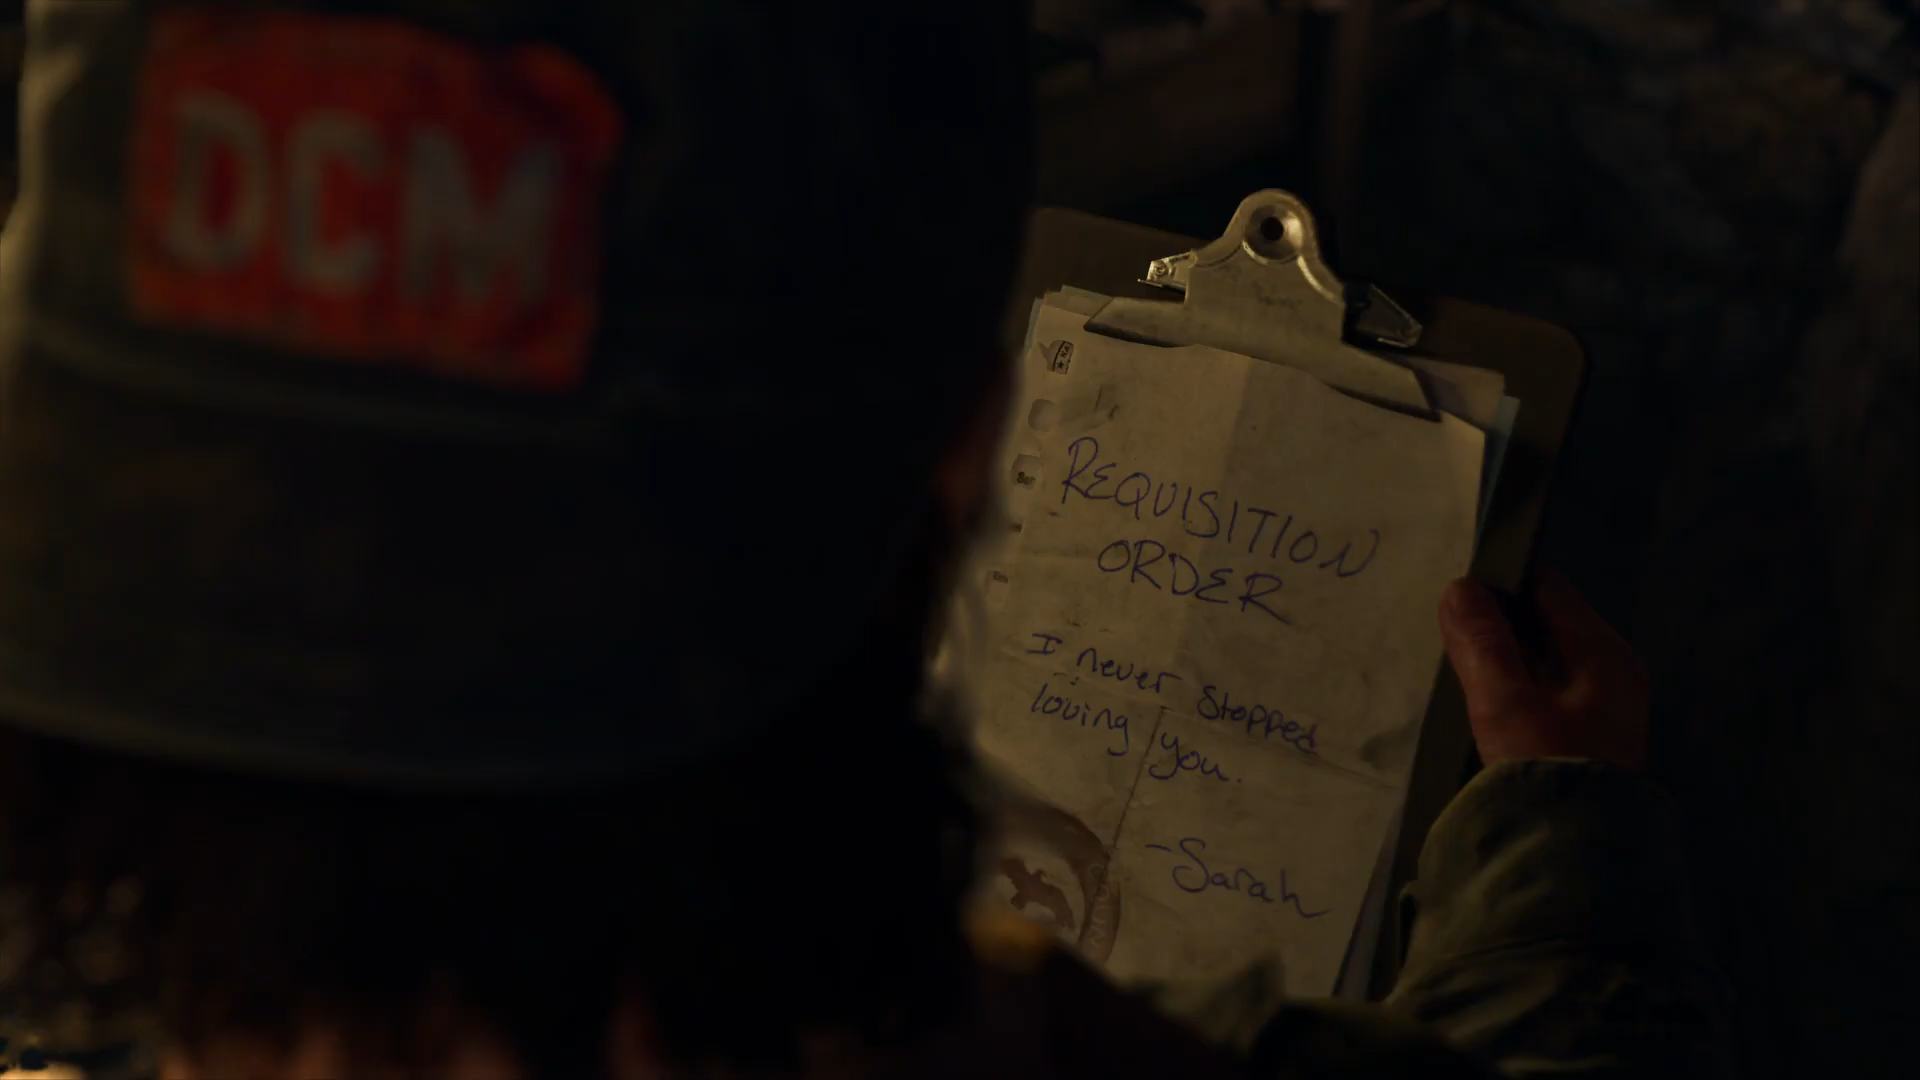 DCM
REQUISITION
ORDER
I never stopped
loving you.
-Sarah